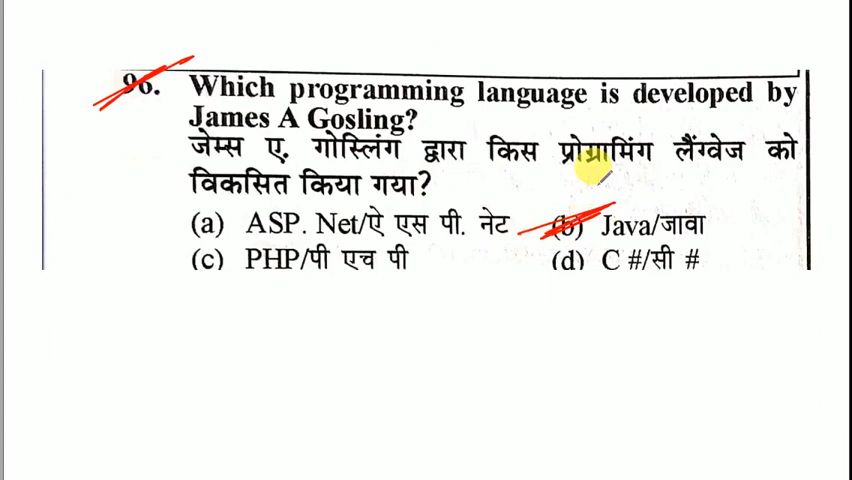 96. Which programming language is developed by
James A Gosling?
जेम्स ए. गोस्लिंग द्वारा किस प्रोग्रामिंग लैंग्वेज को
विकसित किया गया?
(a) ASP. Net/ऐ एस पी. नेट (b) Java/जावा
(c) PHP/पी एच पी (d) C #/सी #